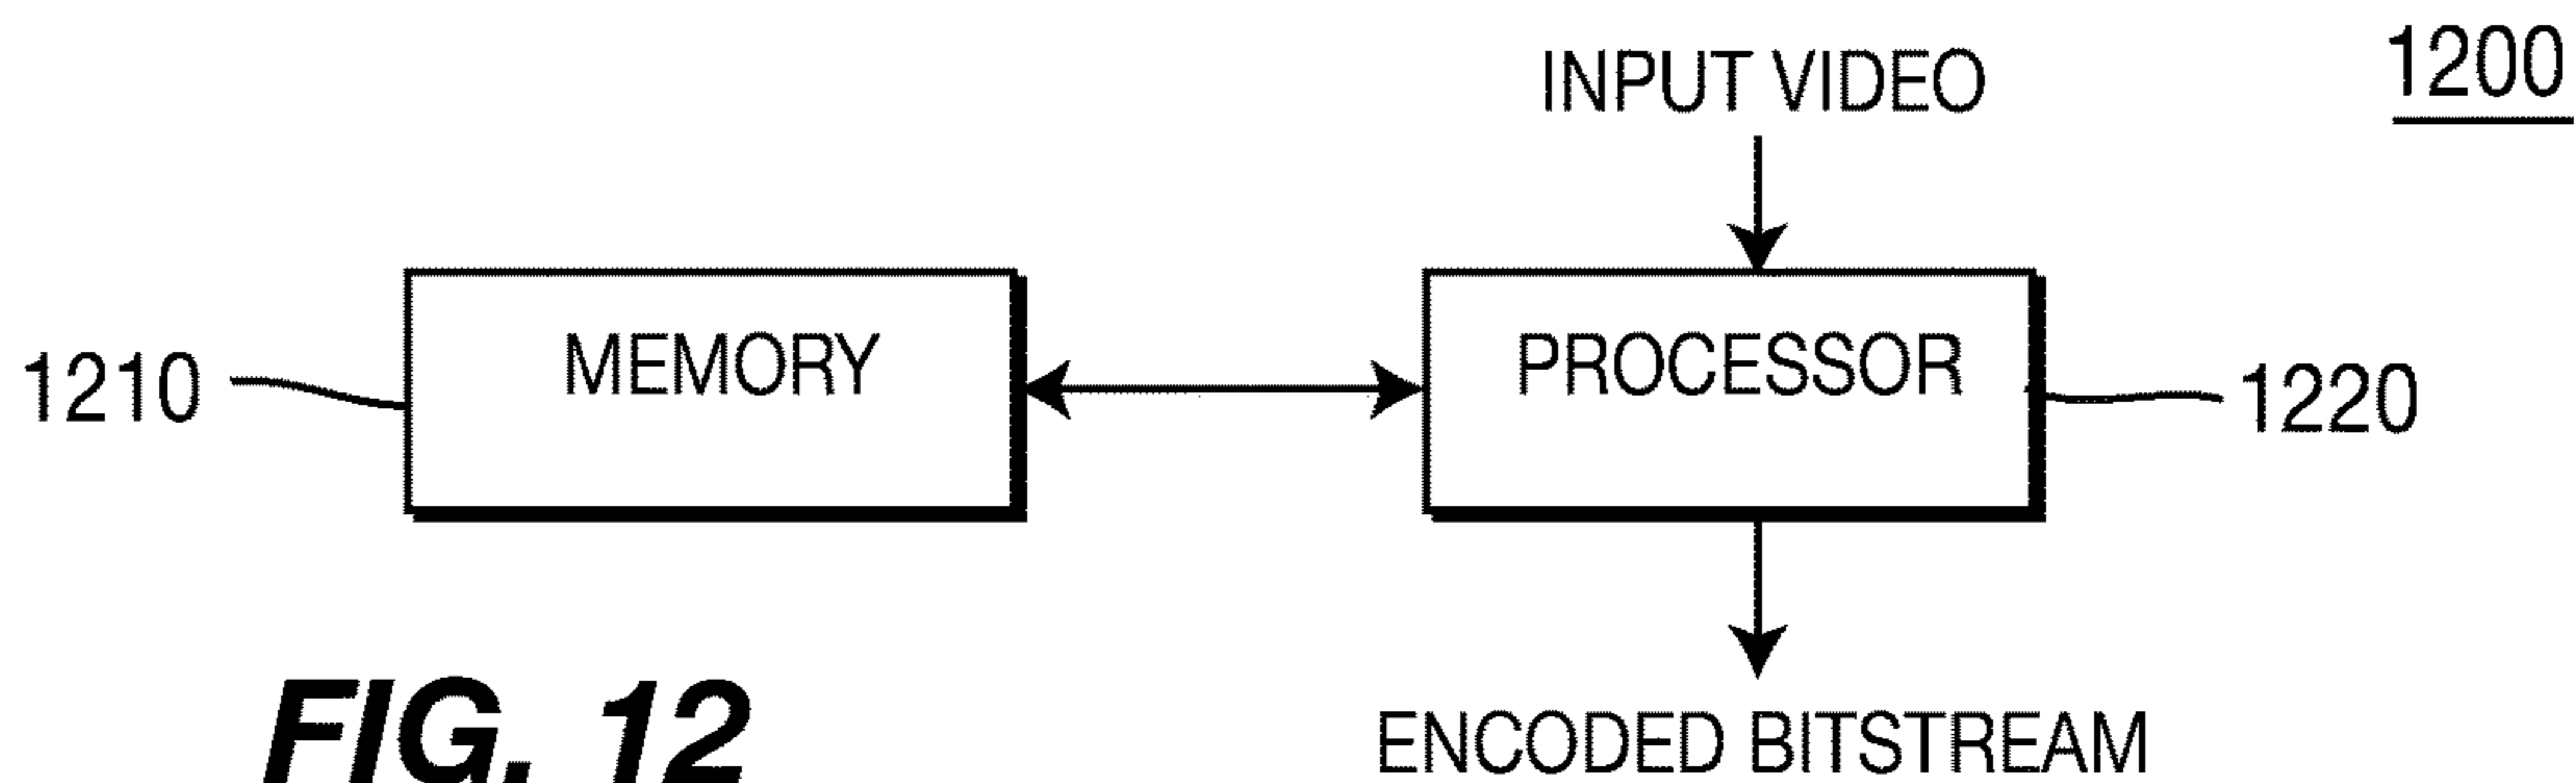 1200
INPUT VIDEO
1210
MEMORY
PROCESSOR
1220
ENCODED BITSTREAM
FIG. 12